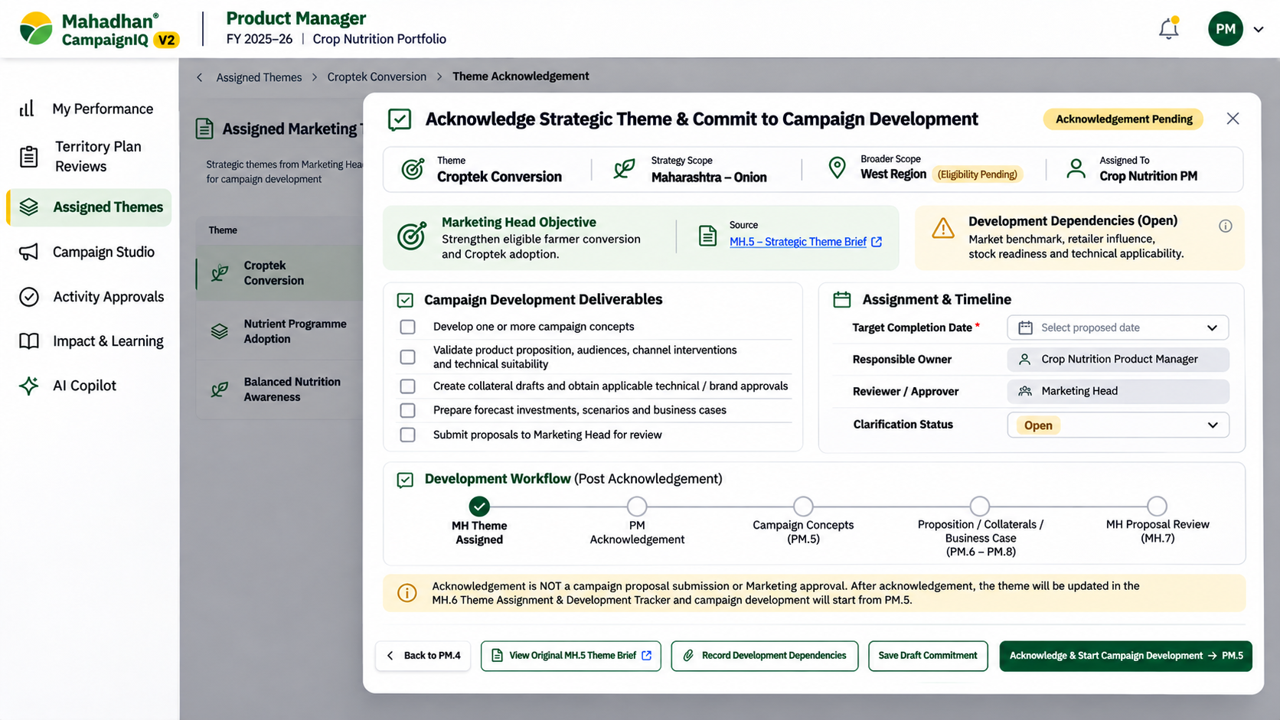 Mahadhan®
CampaignIQ V2
Product Manager
FY 2025–26 | Crop Nutrition Portfolio
PM
My Performance
Territory Plan
Reviews
Assigned Themes
Campaign Studio
Activity Approvals
Impact & Learning
AI Copilot
Assigned Themes > Croptek Conversion > Theme Acknowledgement
Assigned Marketing T
Strategic themes from Marketing Hea
for campaign development
Theme
Croptek
Conversion
Nutrient Programme
Adoption
Balanced Nutrition
Awareness
Acknowledge Strategic Theme & Commit to Campaign Development
Acknowledgement Pending
Theme
Croptek Conversion
Strategy Scope
Maharashtra – Onion
Broader Scope
West Region (Eligibility Pending)
Assigned To
Crop Nutrition PM
Marketing Head Objective
Strengthen eligible farmer conversion
and Croptek adoption.
Source
MH.5 – Strategic Theme Brief
Development Dependencies (Open)
Market benchmark, retailer influence,
stock readiness and technical applicability.
Campaign Development Deliverables
Develop one or more campaign concepts
Validate product proposition, audiences, channel interventions
and technical suitability
Create collateral drafts and obtain applicable technical / brand approvals
Prepare forecast investments, scenarios and business cases
Submit proposals to Marketing Head for review
Assignment & Timeline
Target Completion Date * Select proposed date
Responsible Owner Crop Nutrition Product Manager
Reviewer / Approver Marketing Head
Clarification Status Open
Development Workflow (Post Acknowledgement)
MH Theme
Assigned
PM
Acknowledgement
Campaign Concepts
(PM.5)
Proposition / Collaterals /
Business Case
(PM.6 – PM.8)
MH Proposal Review
(MH.7)
Acknowledgement is NOT a campaign proposal submission or Marketing approval. After acknowledgement, the theme will be updated in the
MH.6 Theme Assignment & Development Tracker and campaign development will start from PM.5.
Back to PM.4
View Original MH.5 Theme Brief
Record Development Dependencies
Save Draft Commitment
Acknowledge & Start Campaign Development → PM.5